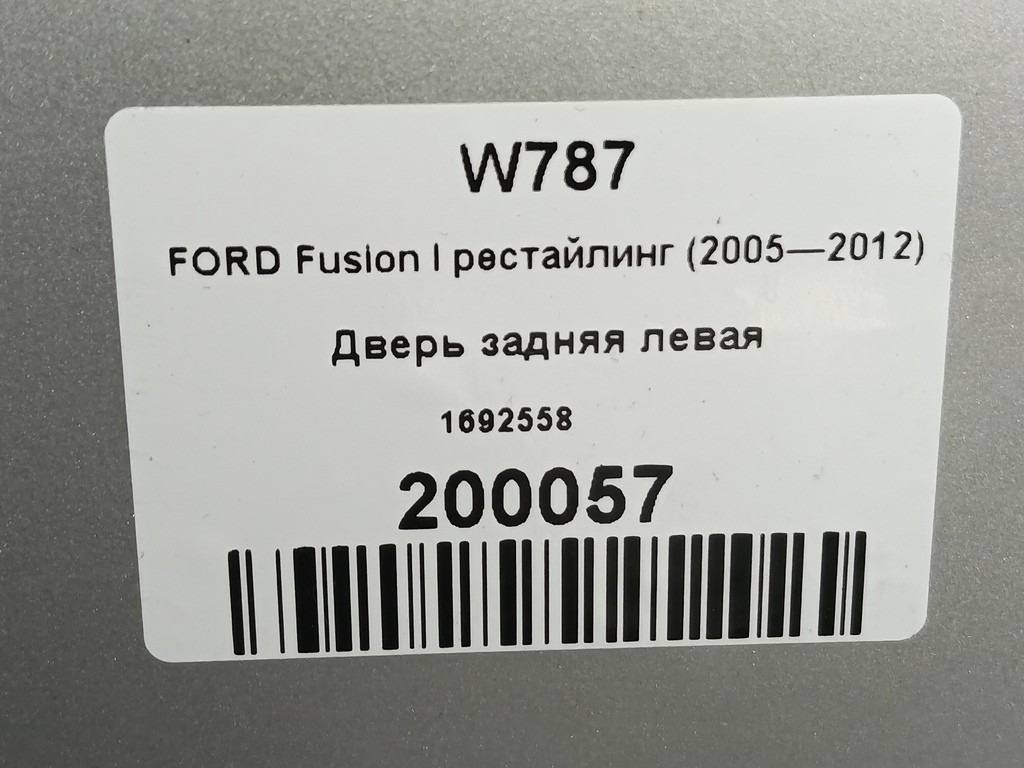 W787
FORD Fusion I рестайлинг (2005—2012)
Дверь задняя левая
1692558
200057